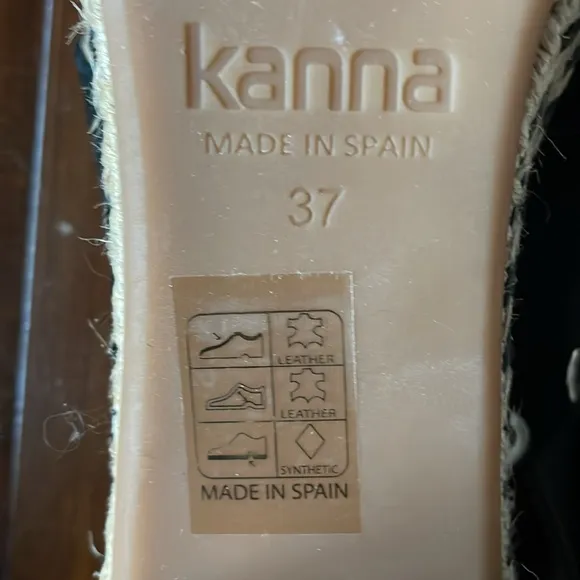 kanna
MADE IN SPAIN
37
LEATHER
LEATHER
SYNTHETIC
MADE IN SPAIN